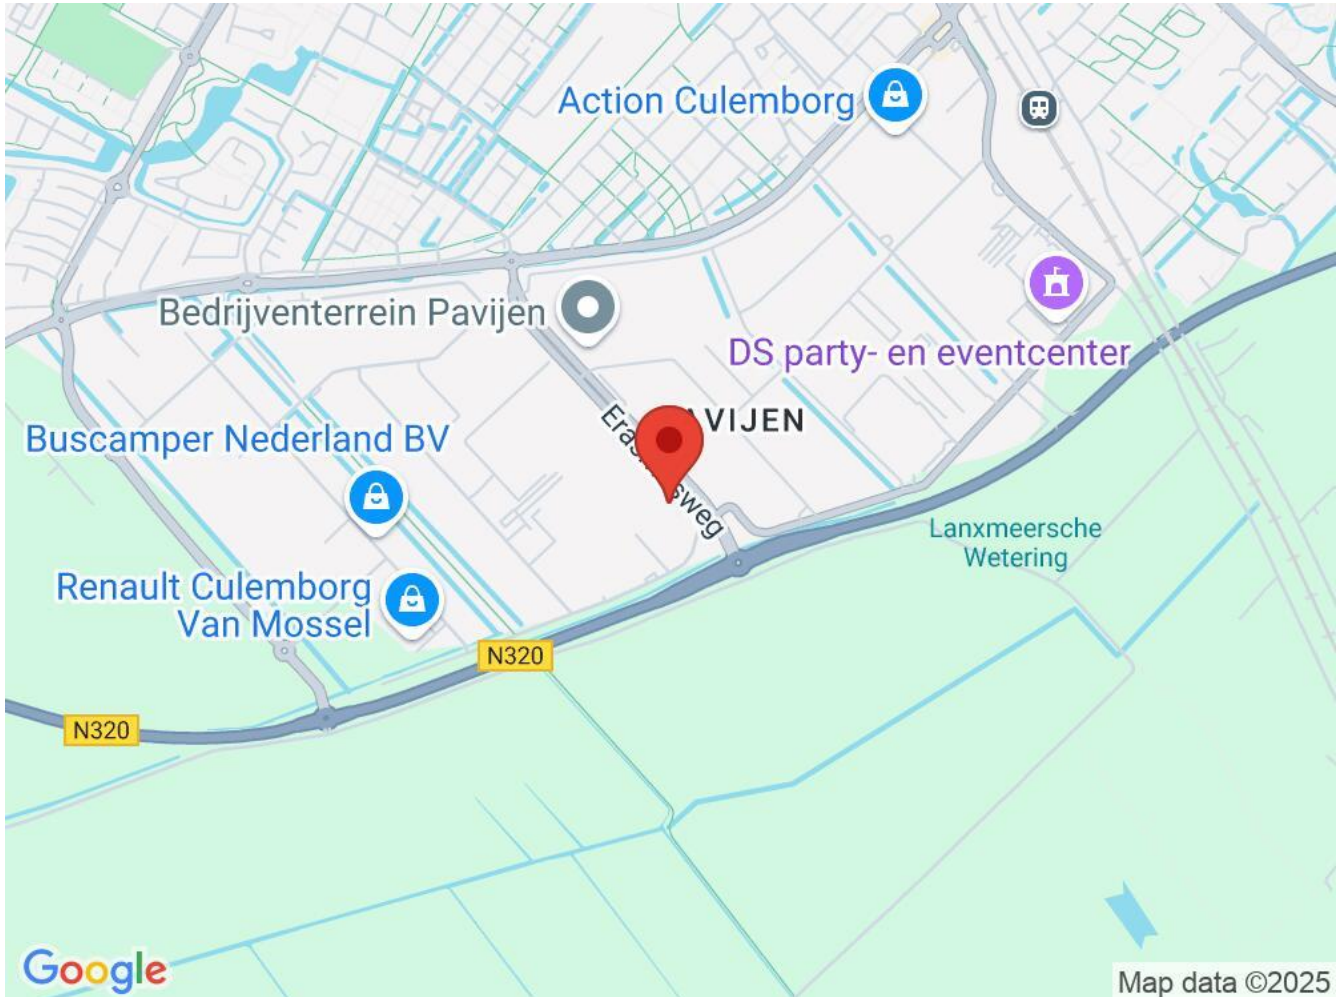 Action Culemborg
Bedrijventerrein Pavijen
DS party- en eventcenter
AVIJEN
Buscamper Nederland BV
Renault Culemborg
Van Mossel
Lanxmeersche
Wetering
N320
N320
Google
Map data ©2025